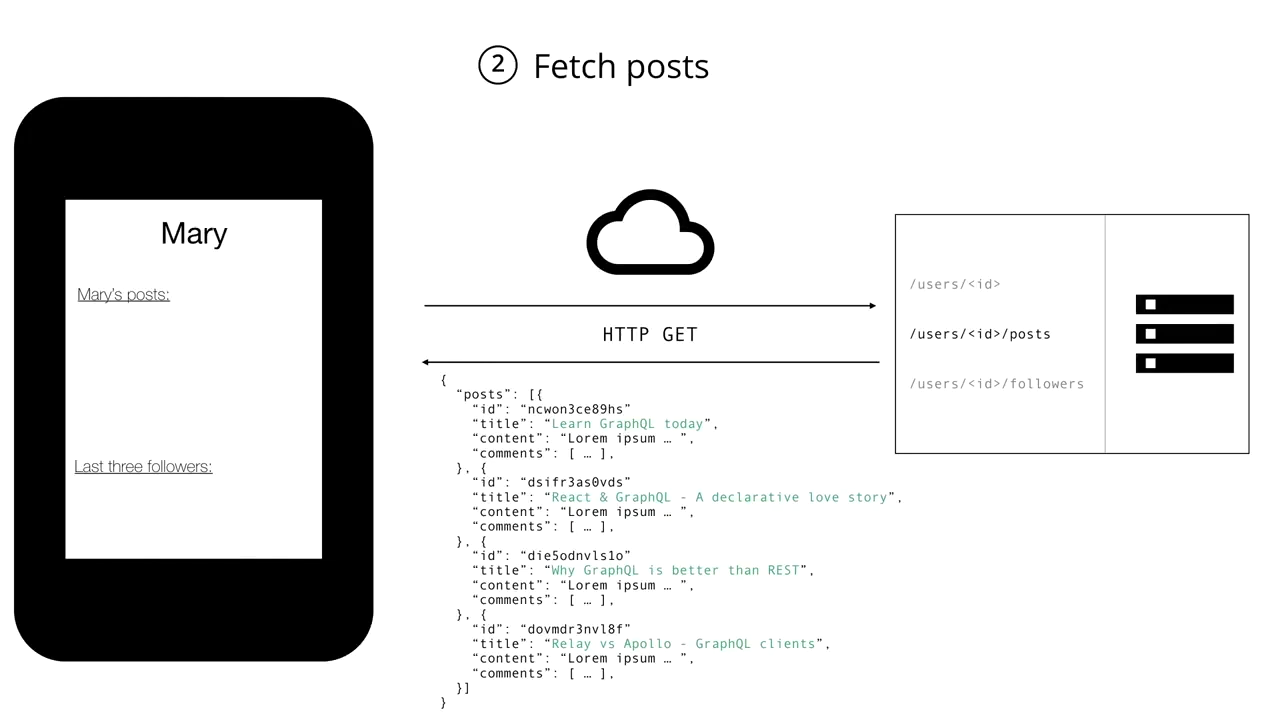 2 Fetch posts
Mary
Mary’s posts:
Last three followers:
HTTP GET
{
“posts”: [{
“id”: “ncwon3ce89hs”
“title”: “Learn GraphQL today”,
“content”: “Lorem ipsum … ”,
“comments”: [ … ],
}, {
“id”: “dsifr3as0vds”
“title”: “React & GraphQL - A declarative love story”,
“content”: “Lorem ipsum … ”,
“comments”: [ … ],
}, {
“id”: “die5odnvls1o”
“title”: “Why GraphQL is better than REST”,
“content”: “Lorem ipsum … ”,
“comments”: [ … ],
}, {
“id”: “dovmdr3nvl8f”
“title”: “Relay vs Apollo - GraphQL clients”,
“content”: “Lorem ipsum … ”,
“comments”: [ … ],
}]
}
/users/<id>
/users/<id>/posts
/users/<id>/followers